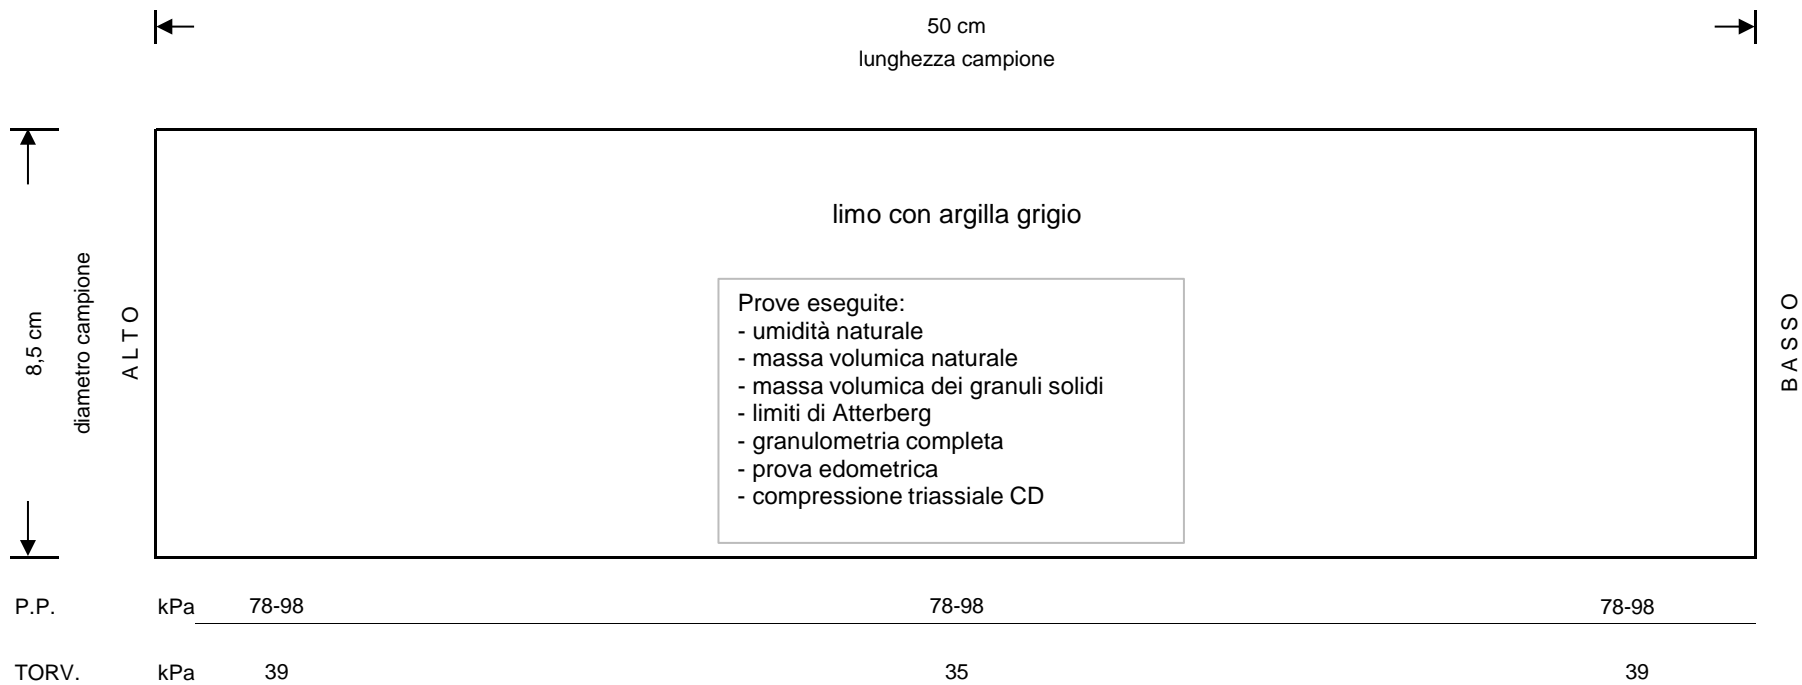 50 cm
lunghezza campione
8,5 cm
diametro campione
ALTO
limo con argilla grigio
Prove eseguite:
- umidità naturale
- massa volumica naturale
- massa volumica dei granuli solidi
- limiti di Atterberg
- granulometria completa
- prova edometrica
- compressione triassiale CD
BASSO
P.P. kPa 78-98 78-98 78-98
TORV. kPa 39 35 39